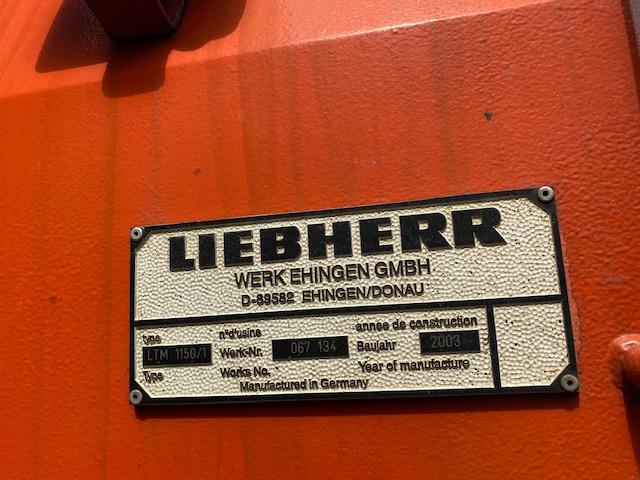 LIEBHERR
WERK EHINGEN GMBH
D-89582 EHINGEN/DONAU
type n°d'usine annee de construction
LTM 1150/1 Werk-Nr. 067 134 Baujahr 2003
Type Works No. Year of manufacture
Manufactured in Germany